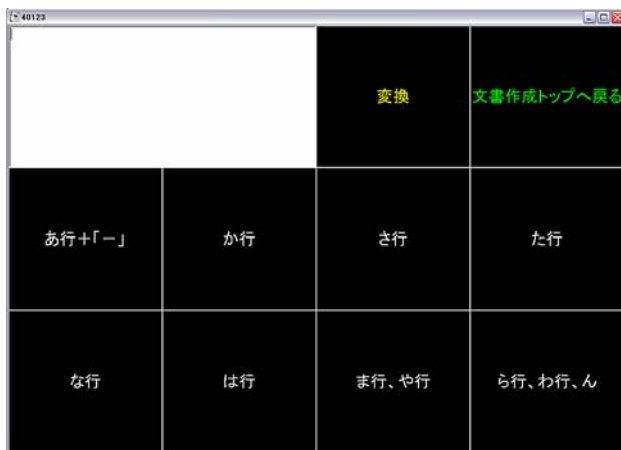 40123
変換
文書作成トップへ戻る
あ行+「ー」
か行
さ行
た行
な行
は行
ま行、や行
ら行、わ行、ん